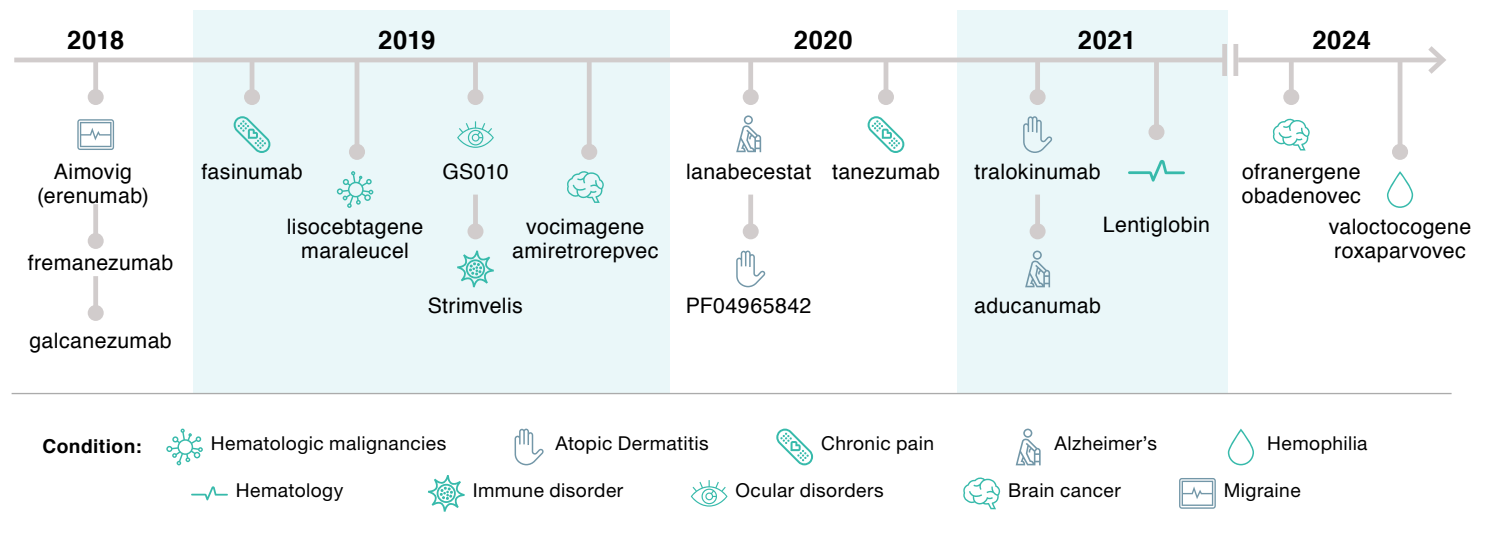 2018
2019
2020
2021
2024
Aimovig
(erenumab)
fremanezumab
galcanezumab
fasinumab
lisocebtagene
maraleucel
GS010
Strimvelis
vocimagene
amiretrorepvec
lanabecestat
PF04965842
tanezumab
tralokinumab
aducanumab
Lentiglobin
ofranergene
obadenovec
valoctocogene
roxaparvovec
Condition:
Hematologic malignancies
Atopic Dermatitis
Chronic pain
Alzheimer’s
Hemophilia
Hematology
Immune disorder
Ocular disorders
Brain cancer
Migraine